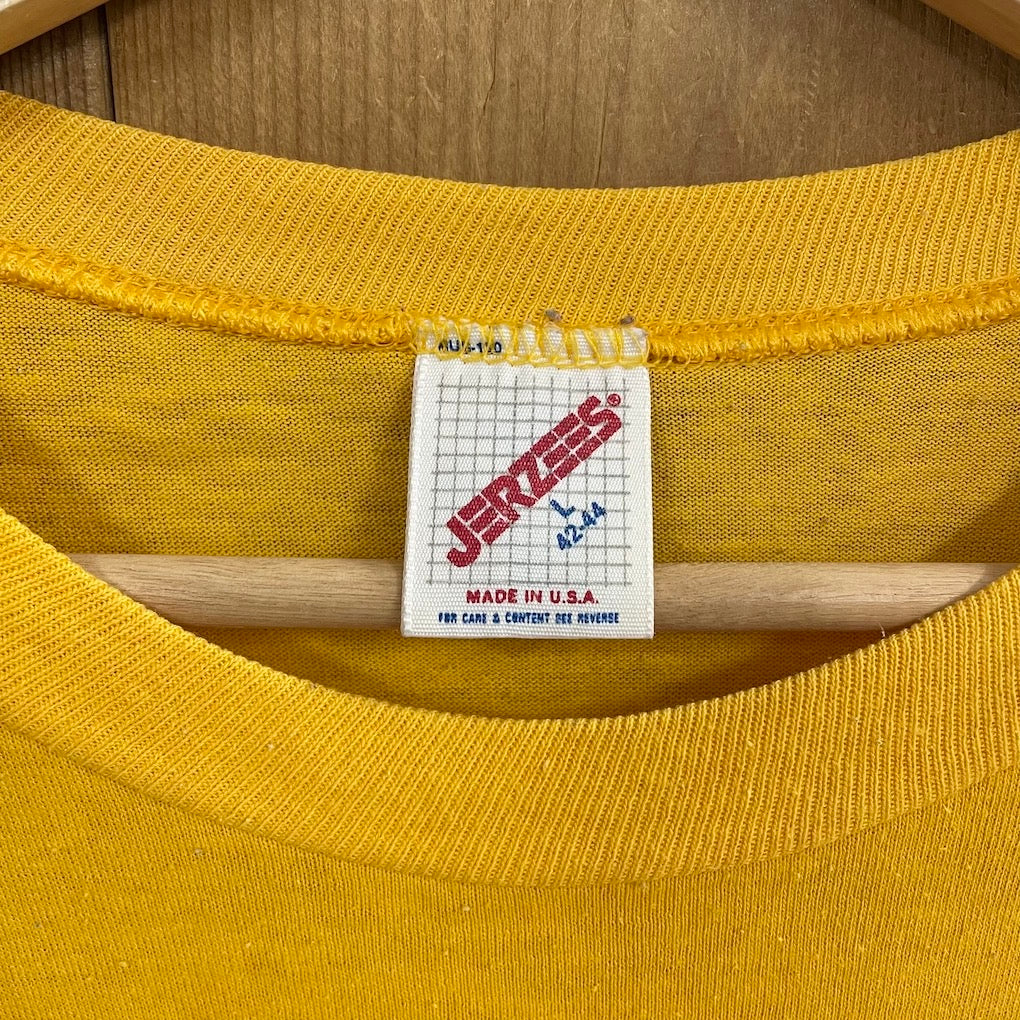 JERZEES®
L
42-44
MADE IN U.S.A.
FOR CARE & CONTENT SEE REVERSE